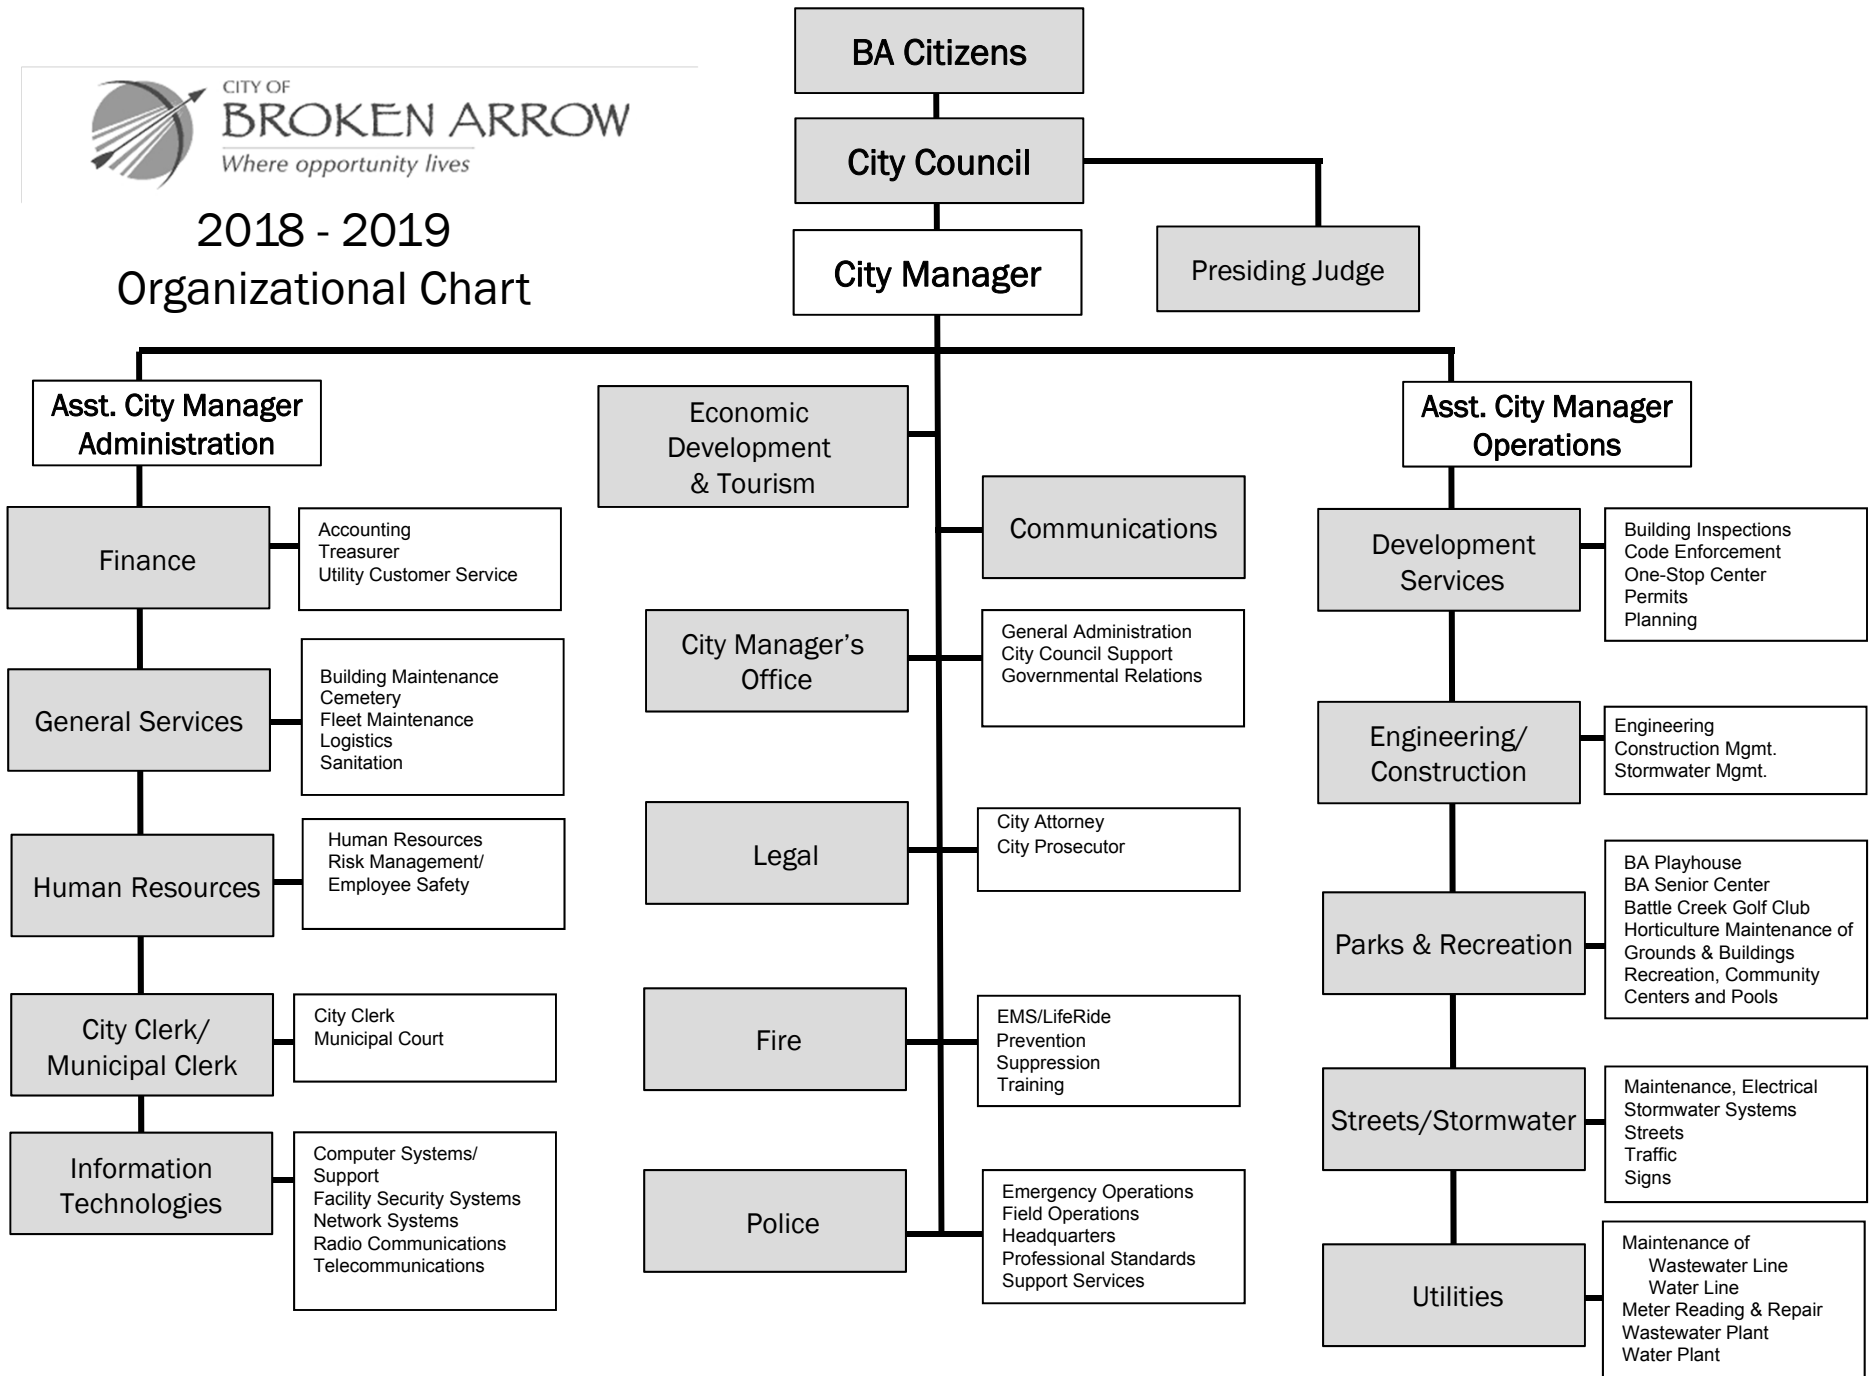 CITY OF
BROKEN ARROW
Where opportunity lives
2018 - 2019
Organizational Chart
BA Citizens
City Council
City Manager
Presiding Judge
Asst. City Manager
Administration
Finance
Accounting
Treasurer
Utility Customer Service
General Services
Building Maintenance
Cemetery
Fleet Maintenance
Logistics
Sanitation
Human Resources
Human Resources
Risk Management/
Employee Safety
City Clerk/
Municipal Clerk
City Clerk
Municipal Court
Information
Technologies
Computer Systems/
Support
Facility Security Systems
Network Systems
Radio Communications
Telecommunications
Economic
Development
& Tourism
Communications
City Manager’s
Office
General Administration
City Council Support
Governmental Relations
Legal
City Attorney
City Prosecutor
Fire
EMS/LifeRide
Prevention
Suppression
Training
Police
Emergency Operations
Field Operations
Headquarters
Professional Standards
Support Services
Asst. City Manager
Operations
Development
Services
Building Inspections
Code Enforcement
One-Stop Center
Permits
Planning
Engineering/
Construction
Engineering
Construction Mgmt.
Stormwater Mgmt.
Parks & Recreation
BA Playhouse
BA Senior Center
Battle Creek Golf Club
Horticulture Maintenance of
Grounds & Buildings
Recreation, Community
Centers and Pools
Streets/Stormwater
Maintenance, Electrical
Stormwater Systems
Streets
Traffic
Signs
Utilities
Maintenance of
Wastewater Line
Water Line
Meter Reading & Repair
Wastewater Plant
Water Plant